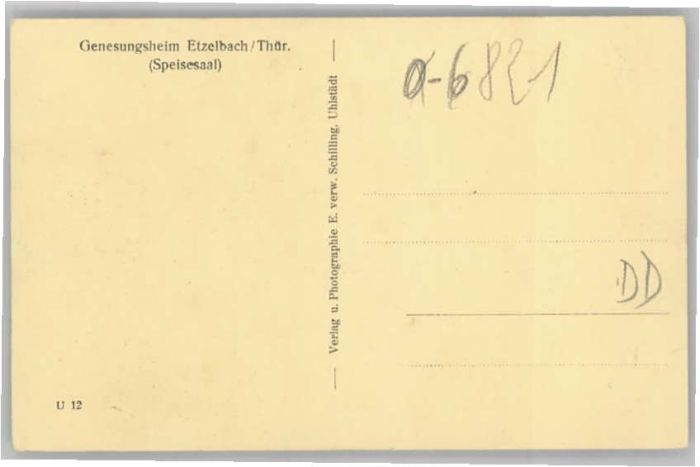 Genesungsheim Etzelbach/Thür.
(Speisesaal)
Verlag u. Photographie E. verw. Schilling, Uhlstädt
O-6821
DD
U 12